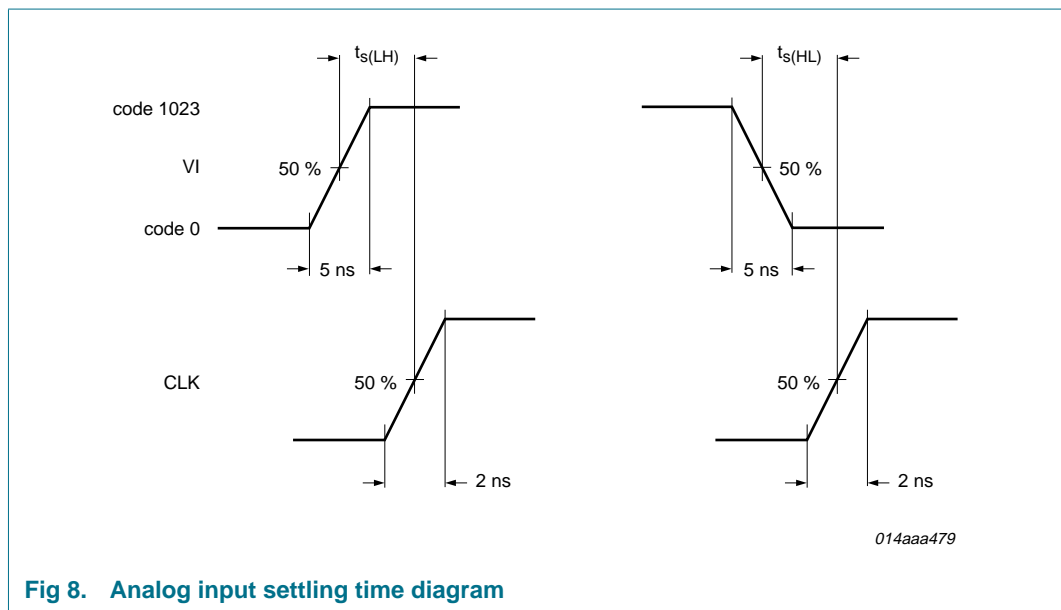 ts(LH)
ts(HL)
code 1023
VI
50 %
50 %
code 0
5 ns
5 ns
CLK
50 %
50 %
2 ns
2 ns
014aaa479
Fig 8. Analog input settling time diagram